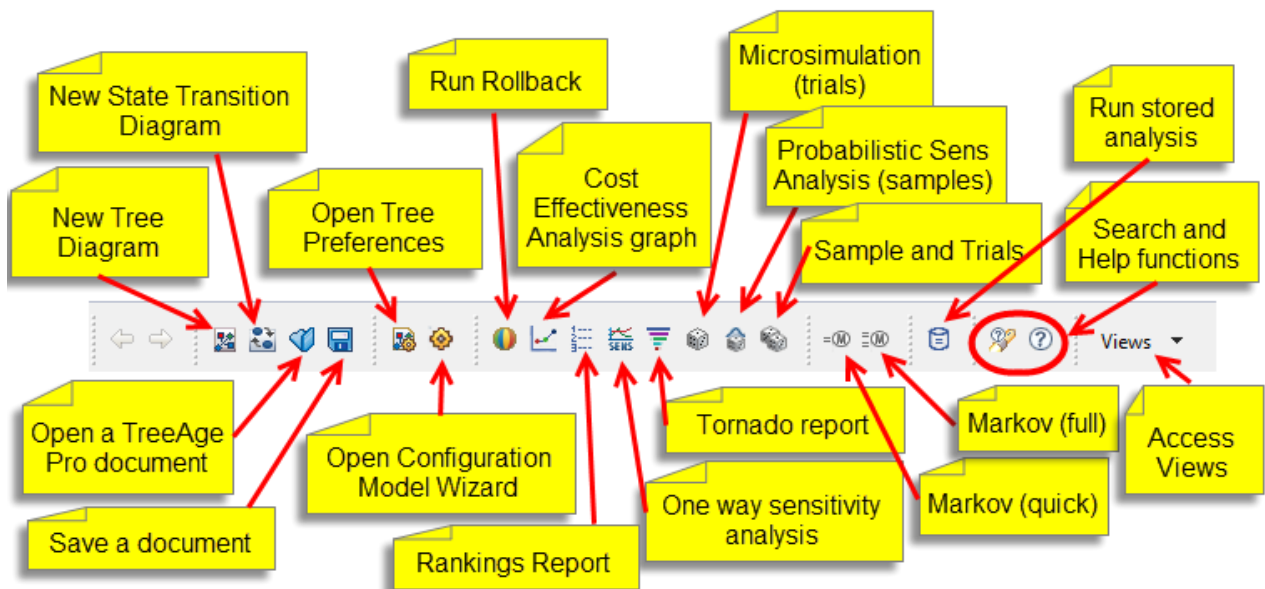 Microsimulation
(trials)
New State Transition
Diagram
Run Rollback
Run stored
analysis
Probabilistic Sens
Analysis (samples)
Cost
Effectiveness
Analysis graph
New Tree
Diagram
Open Tree
Preferences
Sample and Trials
Search and
Help functions
SENS
=M
M
Views
Open a TreeAge
Pro document
Open Configuration
Model Wizard
Tornado report
Markov (full)
Access
Views
One way sensitivity
analysis
Markov (quick)
Save a document
Rankings Report